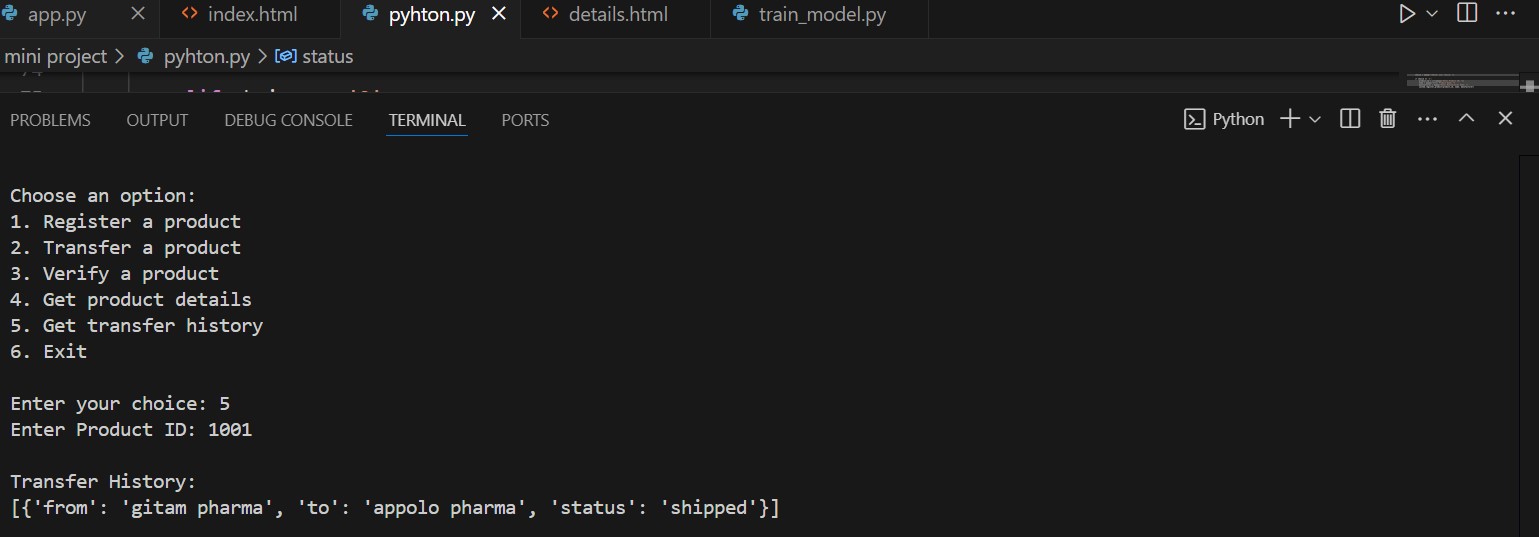 app.py
index.html
pyhton.py
details.html
train_model.py
mini project > pyhton.py > status
PROBLEMS OUTPUT DEBUG CONSOLE TERMINAL PORTS
Python
Choose an option:
1. Register a product
2. Transfer a product
3. Verify a product
4. Get product details
5. Get transfer history
6. Exit
Enter your choice: 5
Enter Product ID: 1001
Transfer History:
[{'from': 'gitam pharma', 'to': 'appolo pharma', 'status': 'shipped'}]